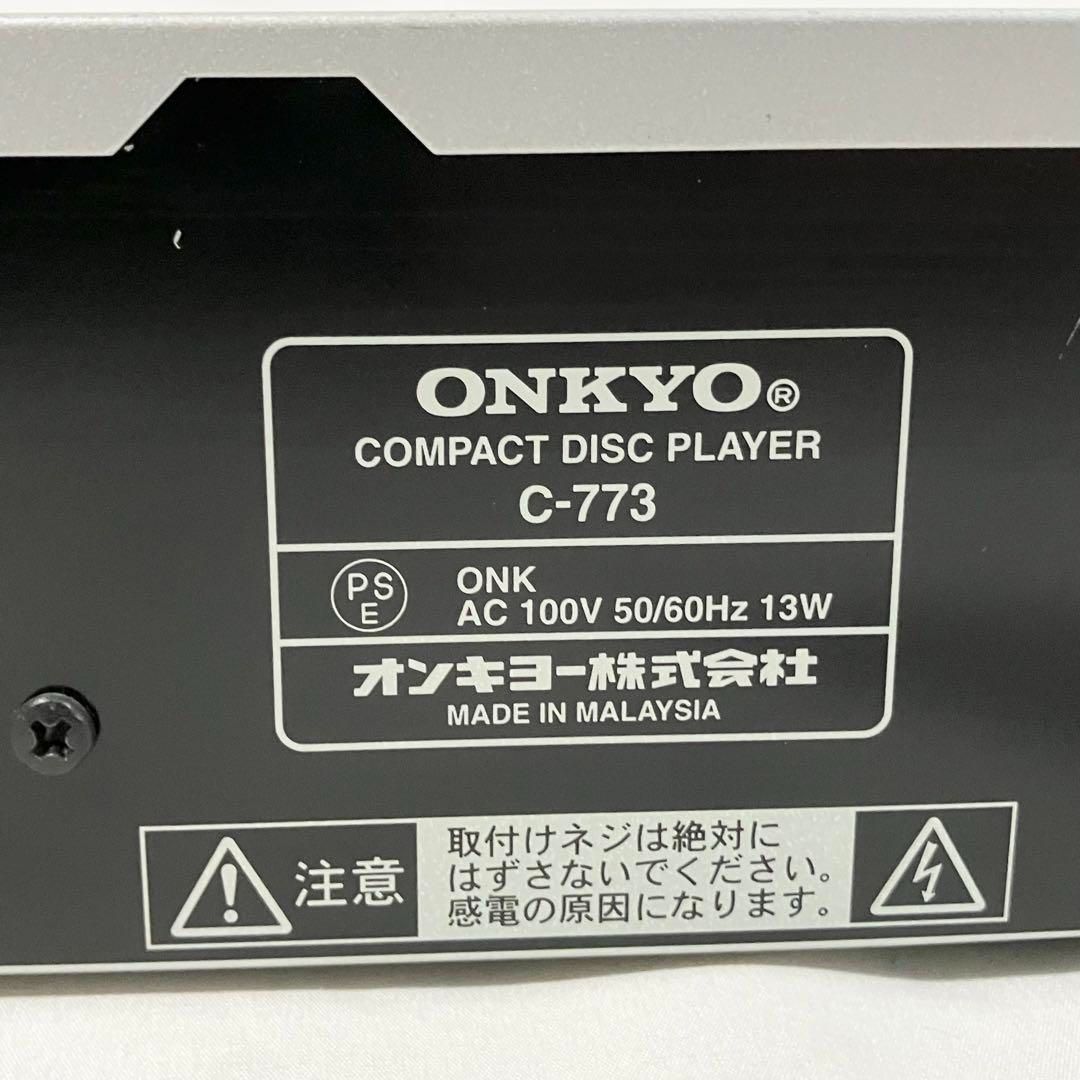 ONKYO®
COMPACT DISC PLAYER
C-773
PSE
ONK
AC 100V 50/60Hz 13W
オンキヨー株式会社
MADE IN MALAYSIA
注意
取付けネジは絶対に
はずさないでください。
感電の原因になります。